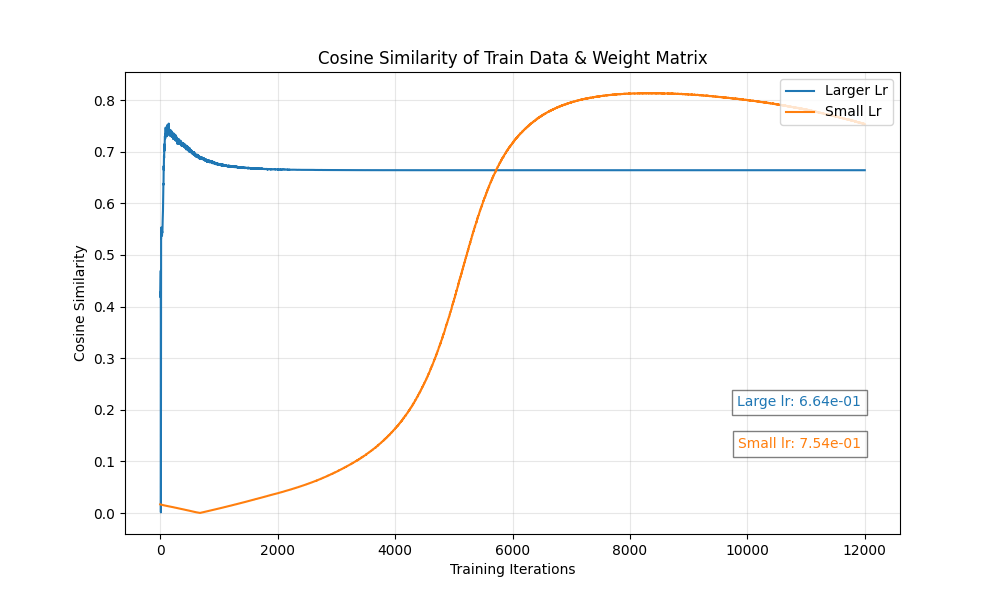 Cosine Similarity of Train Data & Weight Matrix
Larger Lr
Small Lr
Cosine Similarity
0.8
0.7
0.6
0.5
0.4
0.3
0.2
0.1
0.0
Large lr: 6.64e-01
Small lr: 7.54e-01
0
2000
4000
6000
8000
10000
12000
Training Iterations